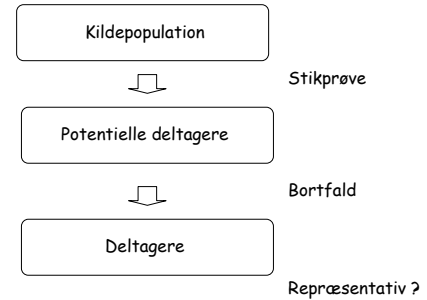 Kildepopulation
Stikprøve
Potentielle deltagere
Bortfald
Deltagere
Repræsentativ ?